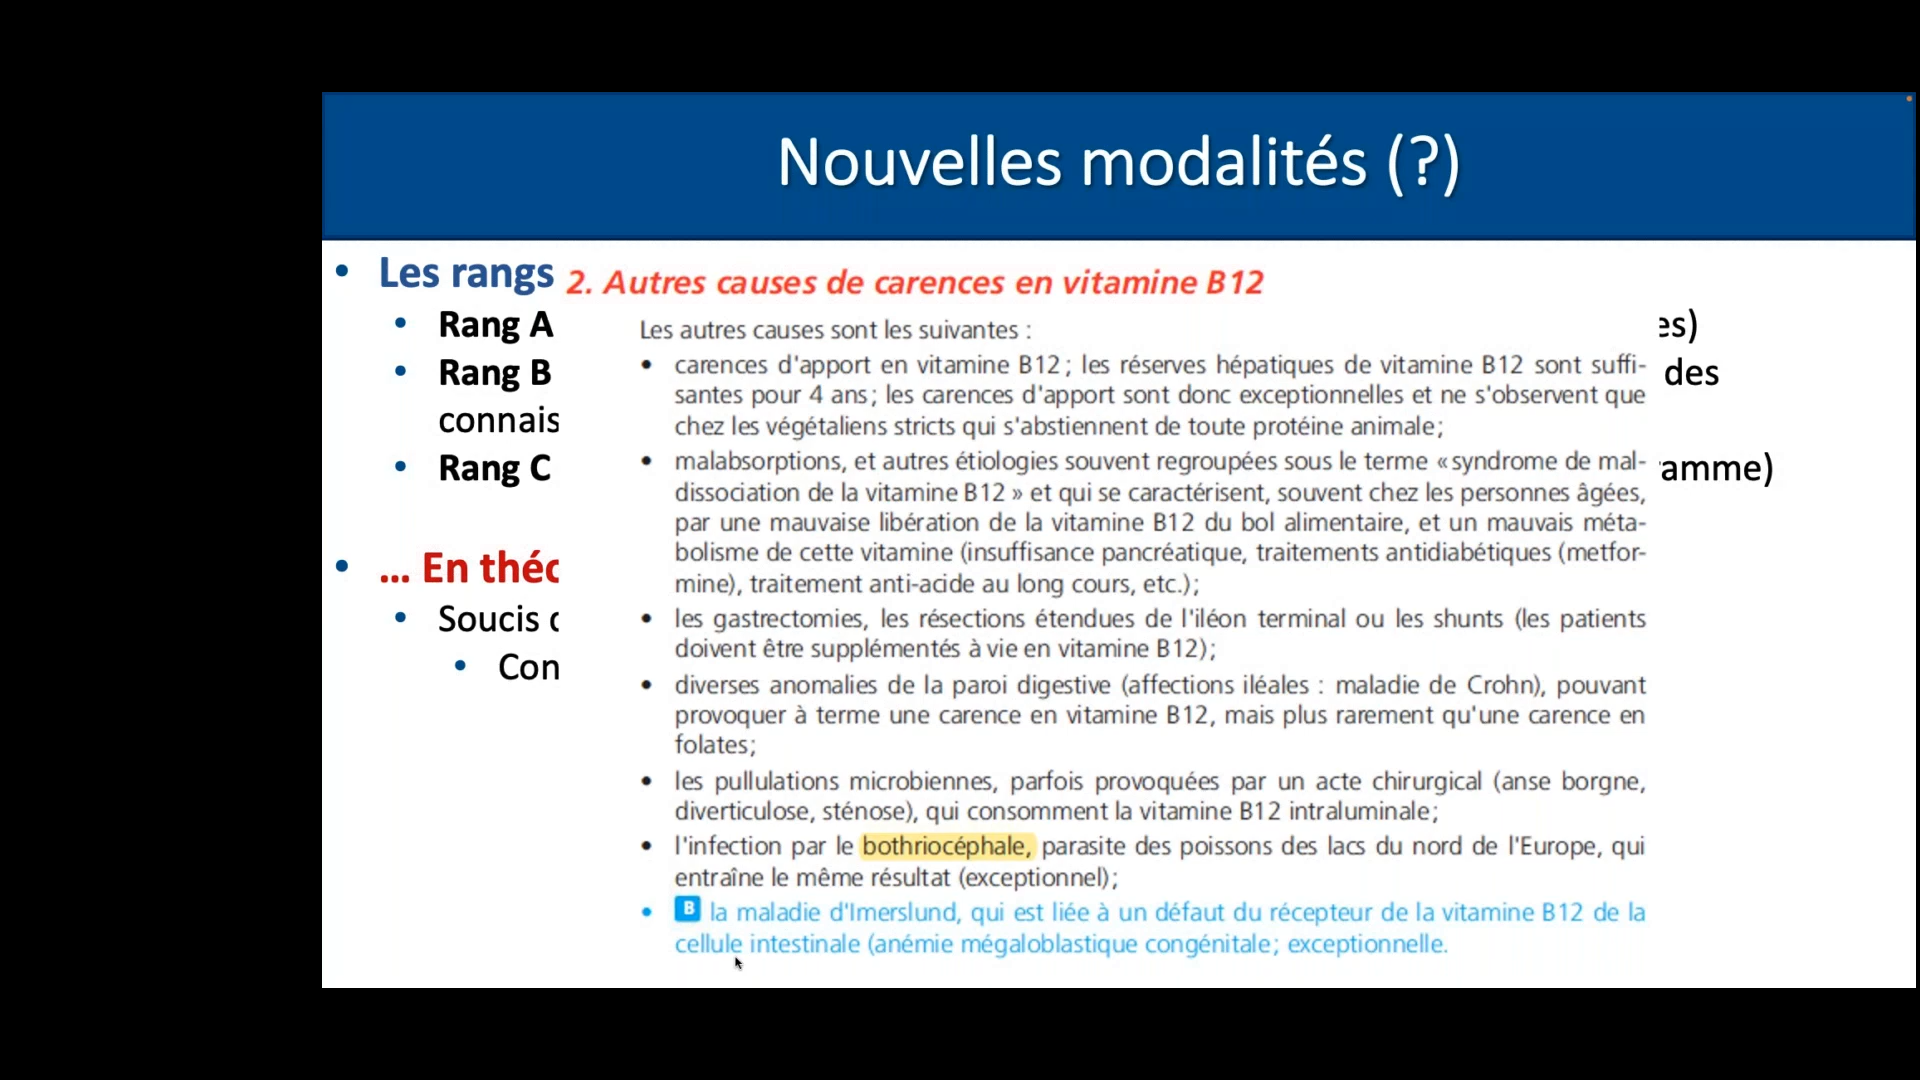 Nouvelles modalités (?)
• Les rangs
• Rang A
es)
• Rang B
des
connais
• Rang C
amme)
• ... En théo
• Soucis
• Con
2. Autres causes de carences en vitamine B12
Les autres causes sont les suivantes :
• carences d'apport en vitamine B12 ; les réserves hépatiques de vitamine B12 sont suffi-
santes pour 4 ans ; les carences d'apport sont donc exceptionnelles et ne s'observent que
chez les végétaliens stricts qui s'abstiennent de toute protéine animale ;
• malabsorptions, et autres étiologies souvent regroupées sous le terme « syndrome de mal-
dissociation de la vitamine B12 » et qui se caractérisent, souvent chez les personnes âgées,
par une mauvaise libération de la vitamine B12 du bol alimentaire, et un mauvais méta-
bolisme de cette vitamine (insuffisance pancréatique, traitements antidiabétiques (metfor-
mine), traitement anti-acide au long cours, etc.) ;
• les gastrectomies, les résections étendues de l'iléon terminal ou les shunts (les patients
doivent être supplémentés à vie en vitamine B12) ;
• diverses anomalies de la paroi digestive (affections iléales : maladie de Crohn), pouvant
provoquer à terme une carence en vitamine B12, mais plus rarement qu'une carence en
folates ;
• les pullulations microbiennes, parfois provoquées par un acte chirurgical (anse borgne,
diverticulose, sténose), qui consomment la vitamine B12 intraluminale ;
• l'infection par le bothriocéphale, parasite des poissons des lacs du nord de l'Europe, qui
entraîne le même résultat (exceptionnel) ;
• B la maladie d'Imerslund, qui est liée à un défaut du récepteur de la vitamine B12 de la
cellule intestinale (anémie mégaloblastique congénitale ; exceptionnelle.